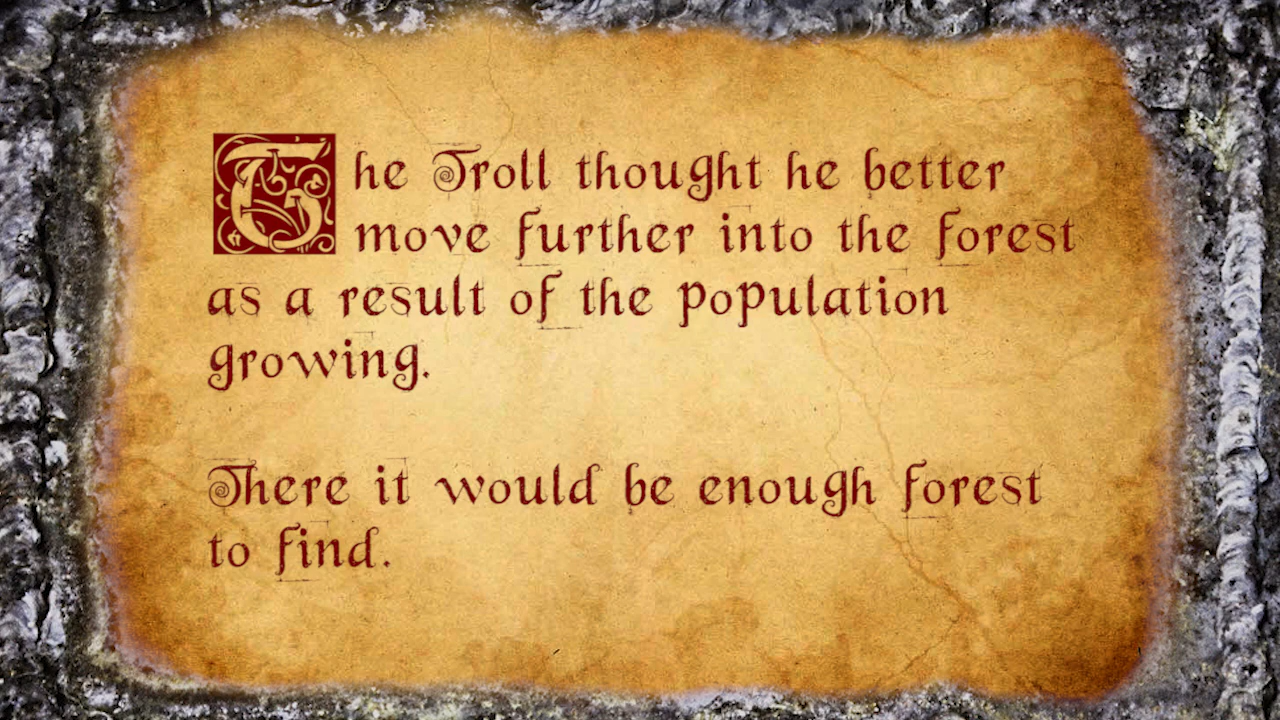 The Troll thought he better
move further into the forest
as a result of the population
growing.
There it would be enough forest
to find.